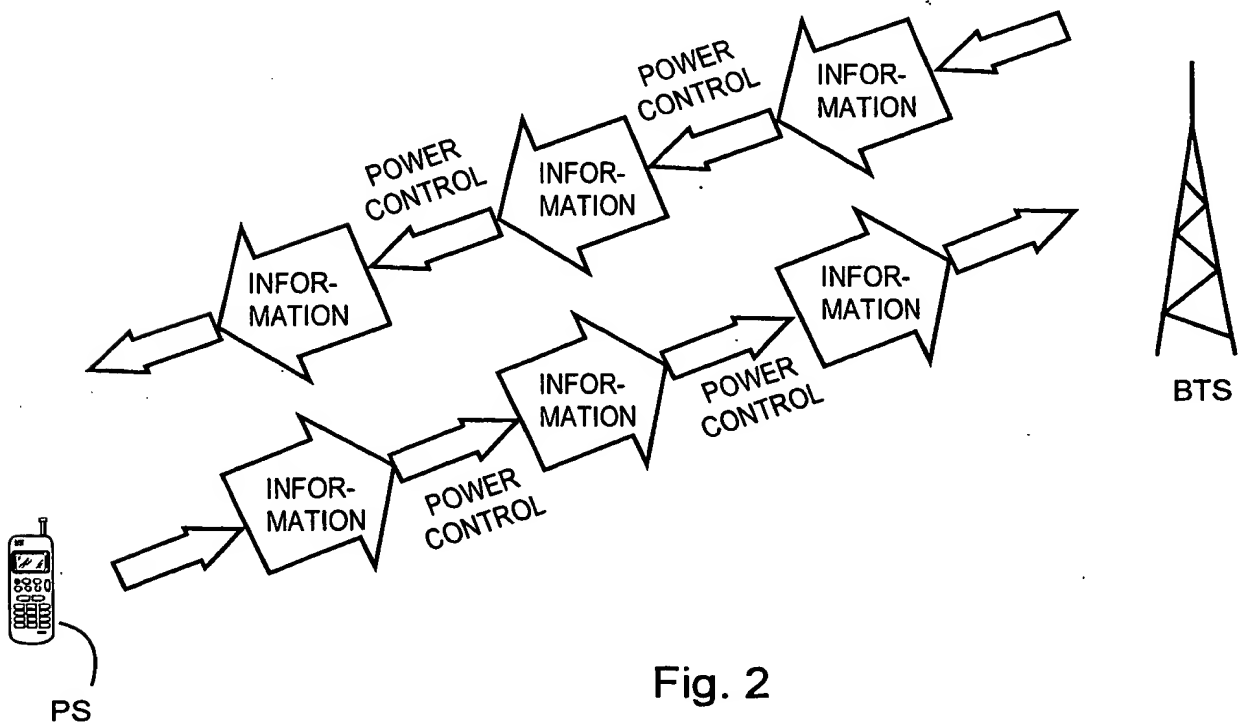 INFOR-
MATION
POWER
CONTROL
INFOR-
MATION
POWER
CONTROL
INFOR-
MATION
INFOR-
MATION
POWER
CONTROL
INFOR-
MATION
POWER
CONTROL
INFOR-
MATION
BTS
PS
Fig. 2